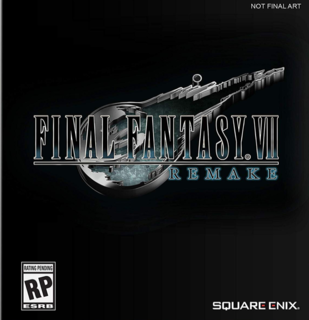 NOT FINAL ART
FINAL FANTASY. VII
REMAKE
RATING PENDING
RP
ESRB
SQUARE ENIX.